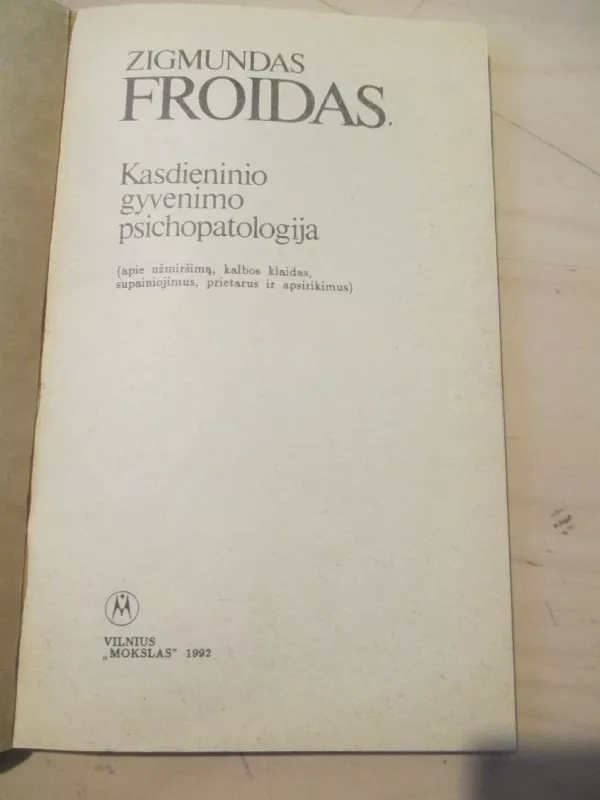 ZIGMUNDAS
FROIDAS.
Kasdieninio
gyvenimo
psichopatologija
(apie užmiršimą, kalbos klaidas,
supainiojimus, prietarus ir apsirikimus)
VILNIUS
„MOKSLAS" 1992